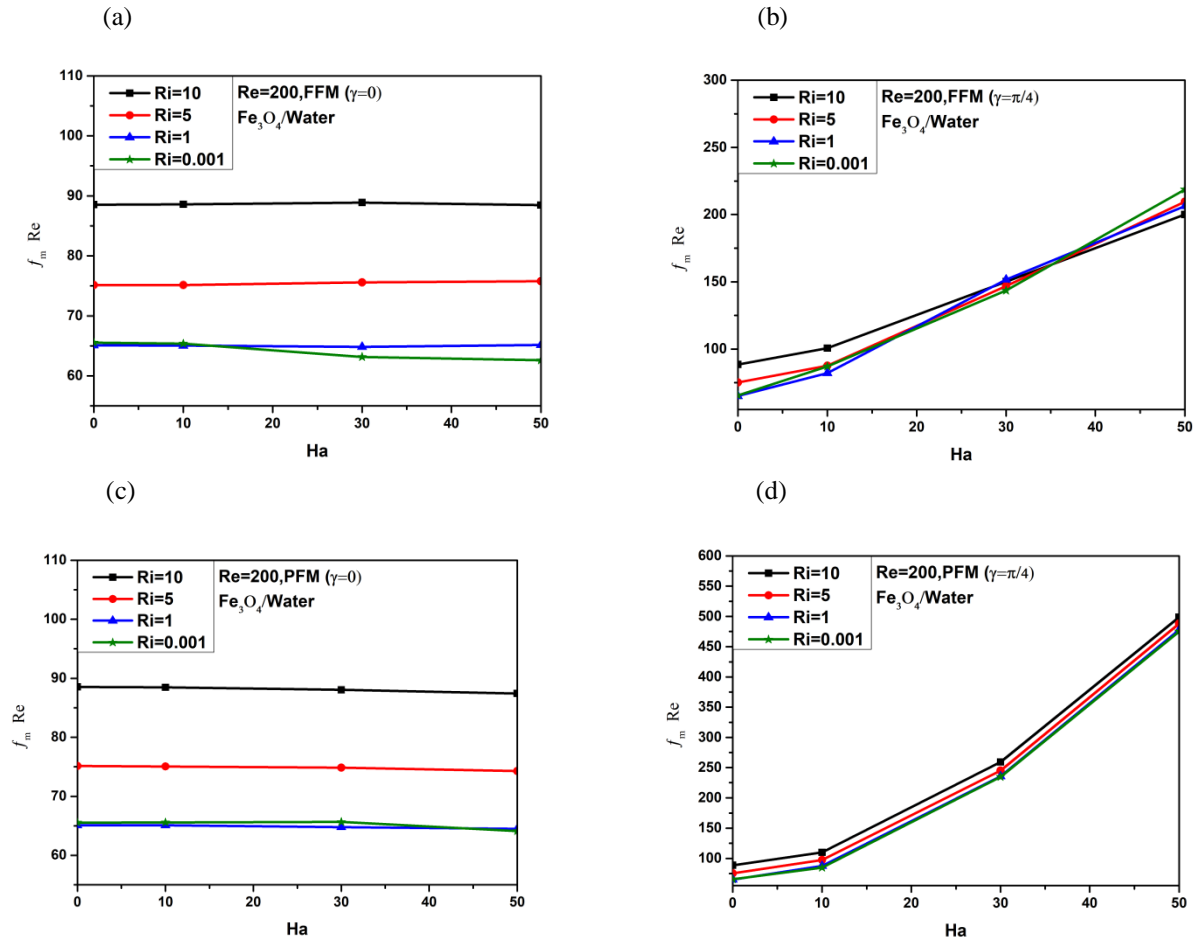 (a)
110
100
90
80
70
60
f_m Re
Ri=10
Ri=5
Ri=1
Ri=0.001
Re=200,FFM (γ=0)
Fe₃O₄/Water
0 10 20 30 40 50
Ha
(b)
300
250
200
150
100
f_m Re
Ri=10
Ri=5
Ri=1
Ri=0.001
Re=200,FFM (γ=π/4)
Fe₃O₄/Water
0 10 20 30 40 50
Ha
(c)
110
100
90
80
70
60
f_m Re
Ri=10
Ri=5
Ri=1
Ri=0.001
Re=200,PFM (γ=0)
Fe₃O₄/Water
0 10 20 30 40 50
Ha
(d)
600
550
500
450
400
350
300
250
200
150
100
f_m Re
Ri=10
Ri=5
Ri=1
Ri=0.001
Re=200,PFM (γ=π/4)
Fe₃O₄/Water
0 10 20 30 40 50
Ha